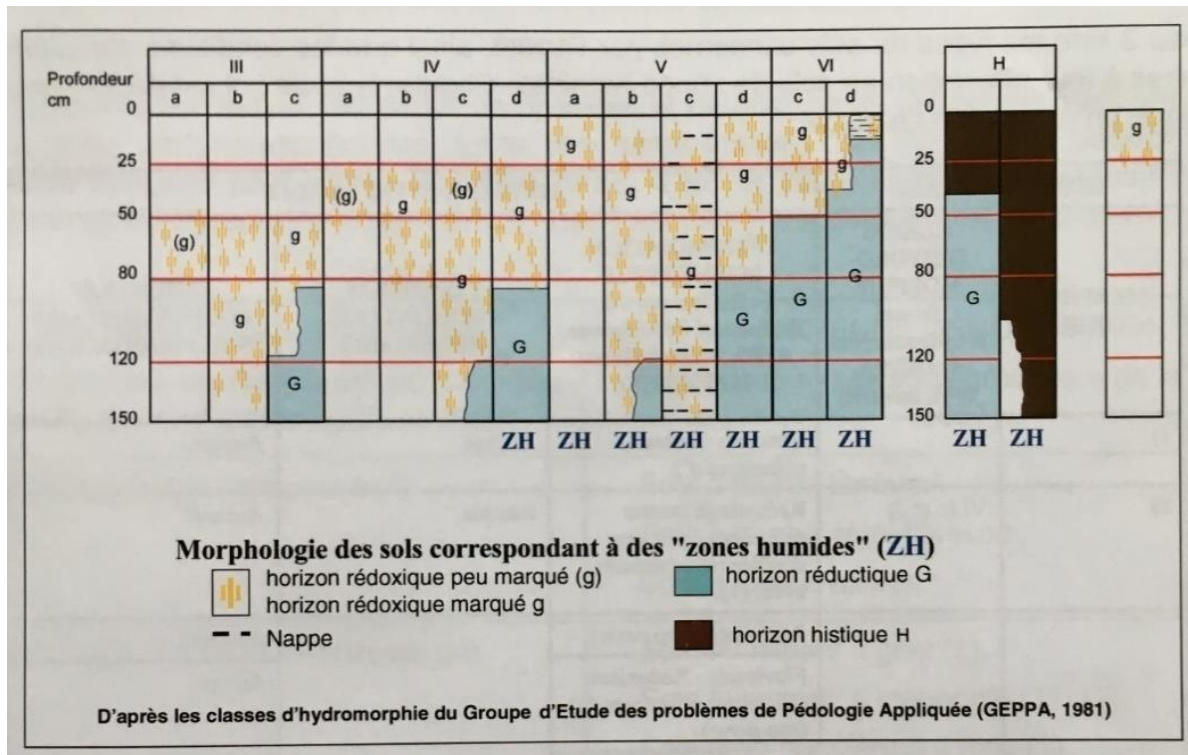 III IV V VI H
Profondeur
cm
a b c a b c d a b c d c d
0
25
50
80
120
150
(g) g g G (g) g (g) g g G g g g g G g G g G
0
25
50
80
120
150
G
g
ZH ZH ZH ZH ZH ZH ZH ZH ZH
Morphologie des sols correspondant à des "zones humides" (ZH)
horizon rédoxique peu marqué (g)
horizon rédoxique marqué g
Nappe
horizon réductique G
horizon histique H
D'après les classes d'hydromorphie du Groupe d'Etude des problèmes de Pédologie Appliquée (GEPPA, 1981)